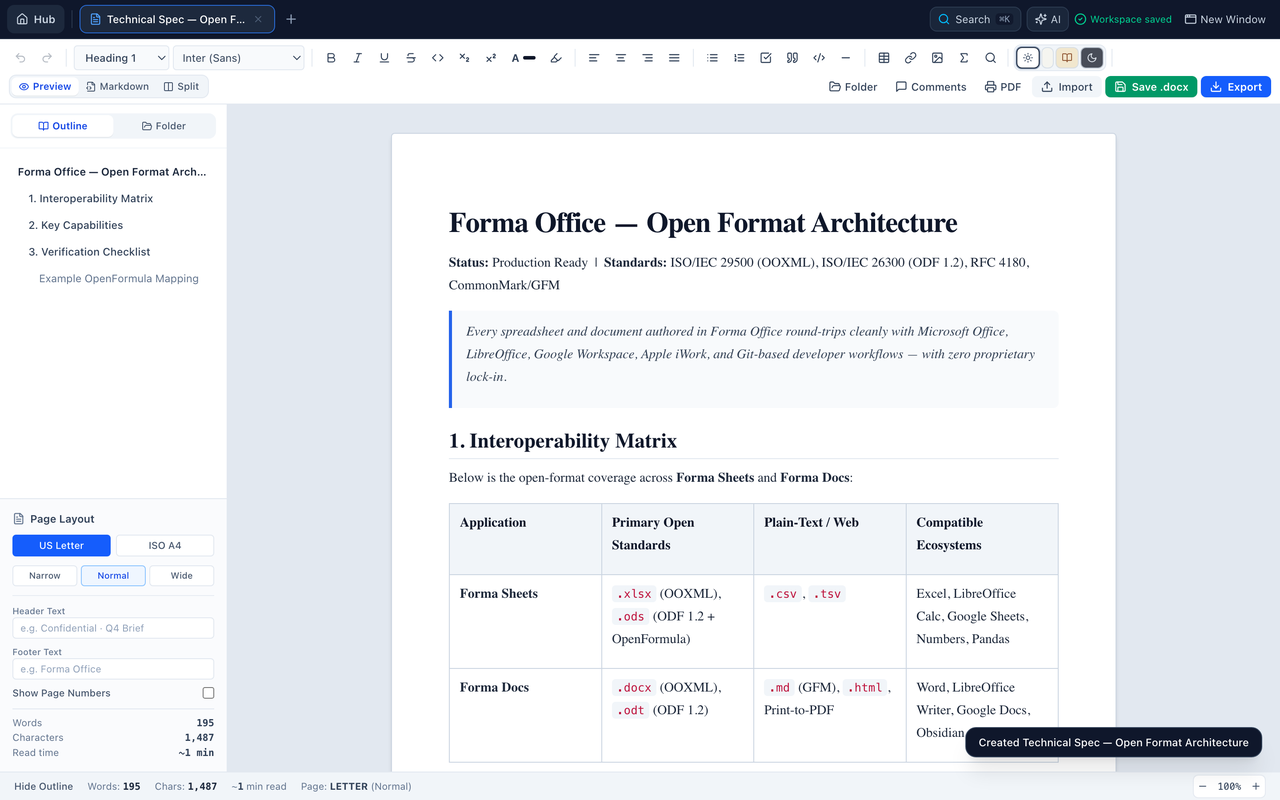 Hub
Technical Spec — Open F...
Search ⌘K
AI
Workspace saved
New Window
Heading 1
Inter (Sans)
B I U S <> X₂ X² A
Preview
Markdown
Split
Folder
Comments
PDF
Import
Save .docx
Export
Outline
Folder
Forma Office — Open Format Arch...
1. Interoperability Matrix
2. Key Capabilities
3. Verification Checklist
Example OpenFormula Mapping
Page Layout
US Letter
ISO A4
Narrow
Normal
Wide
Header Text
e.g. Confidential · Q4 Brief
Footer Text
e.g. Forma Office
Show Page Numbers
Words 195
Characters 1,487
Read time ~1 min
Forma Office — Open Format Architecture
Status: Production Ready | Standards: ISO/IEC 29500 (OOXML), ISO/IEC 26300 (ODF 1.2), RFC 4180,
CommonMark/GFM
Every spreadsheet and document authored in Forma Office round-trips cleanly with Microsoft Office,
LibreOffice, Google Workspace, Apple iWork, and Git-based developer workflows — with zero proprietary
lock-in.
1. Interoperability Matrix
Below is the open-format coverage across Forma Sheets and Forma Docs:
Application
Primary Open
Standards
Plain-Text / Web
Compatible
Ecosystems
Forma Sheets
.xlsx (OOXML),
.ods (ODF 1.2 +
OpenFormula)
.csv, .tsv
Excel, LibreOffice
Calc, Google Sheets,
Numbers, Pandas
Forma Docs
.docx (OOXML),
.odt (ODF 1.2)
.md (GFM), .html,
Print-to-PDF
Word, LibreOffice
Writer, Google Docs,
Obsidian
Created Technical Spec — Open Format Architecture
Hide Outline
Words: 195
Chars: 1,487
~1 min read
Page: LETTER (Normal)
− 100% +